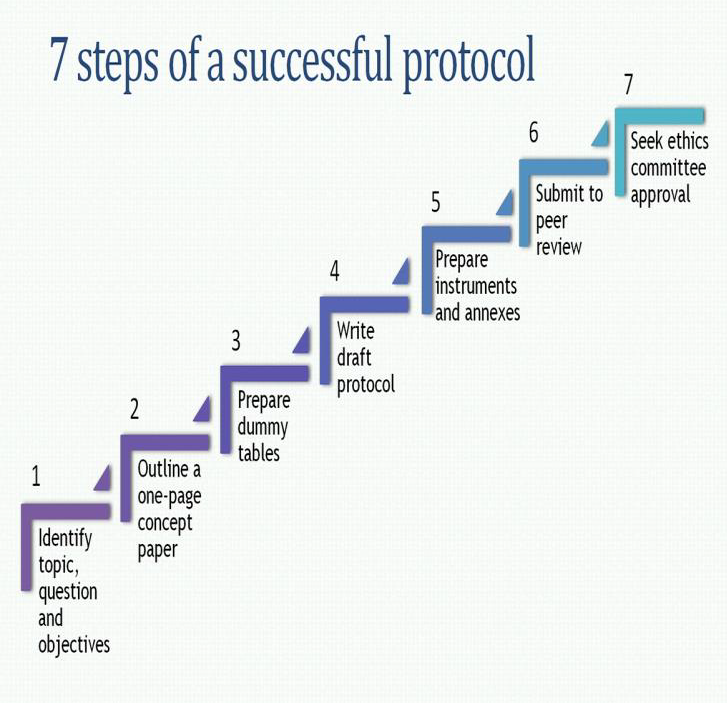 7 steps of a successful protocol
1
Identify
topic,
question
and
objectives
2
Outline a
one-page
concept
paper
3
Prepare
dummy
tables
4
Write
draft
protocol
5
Prepare
instruments
and annexes
6
Submit to
peer
review
7
Seek ethics
committee
approval